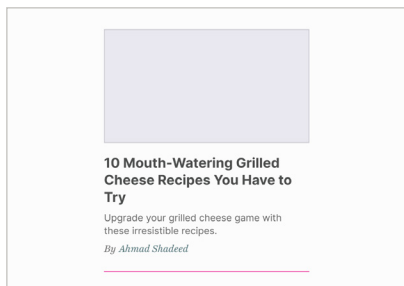 10 Mouth-Watering Grilled
Cheese Recipes You Have to
Try
Upgrade your grilled cheese game with
these irresistible recipes.
By Ahmad Shadeed